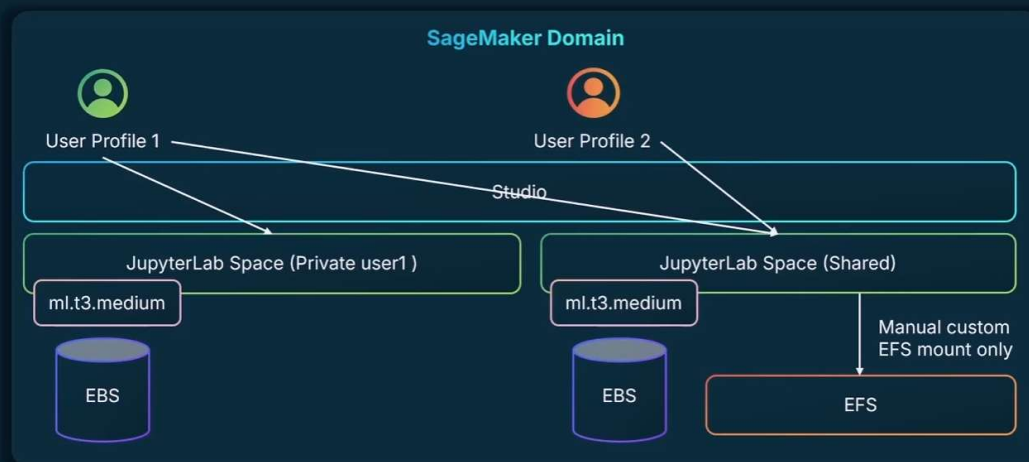 SageMaker Domain
User Profile 1
User Profile 2
Studio
JupyterLab Space (Private user1 )
JupyterLab Space (Shared)
ml.t3.medium
ml.t3.medium
Manual custom
EFS mount only
EBS
EBS
EFS